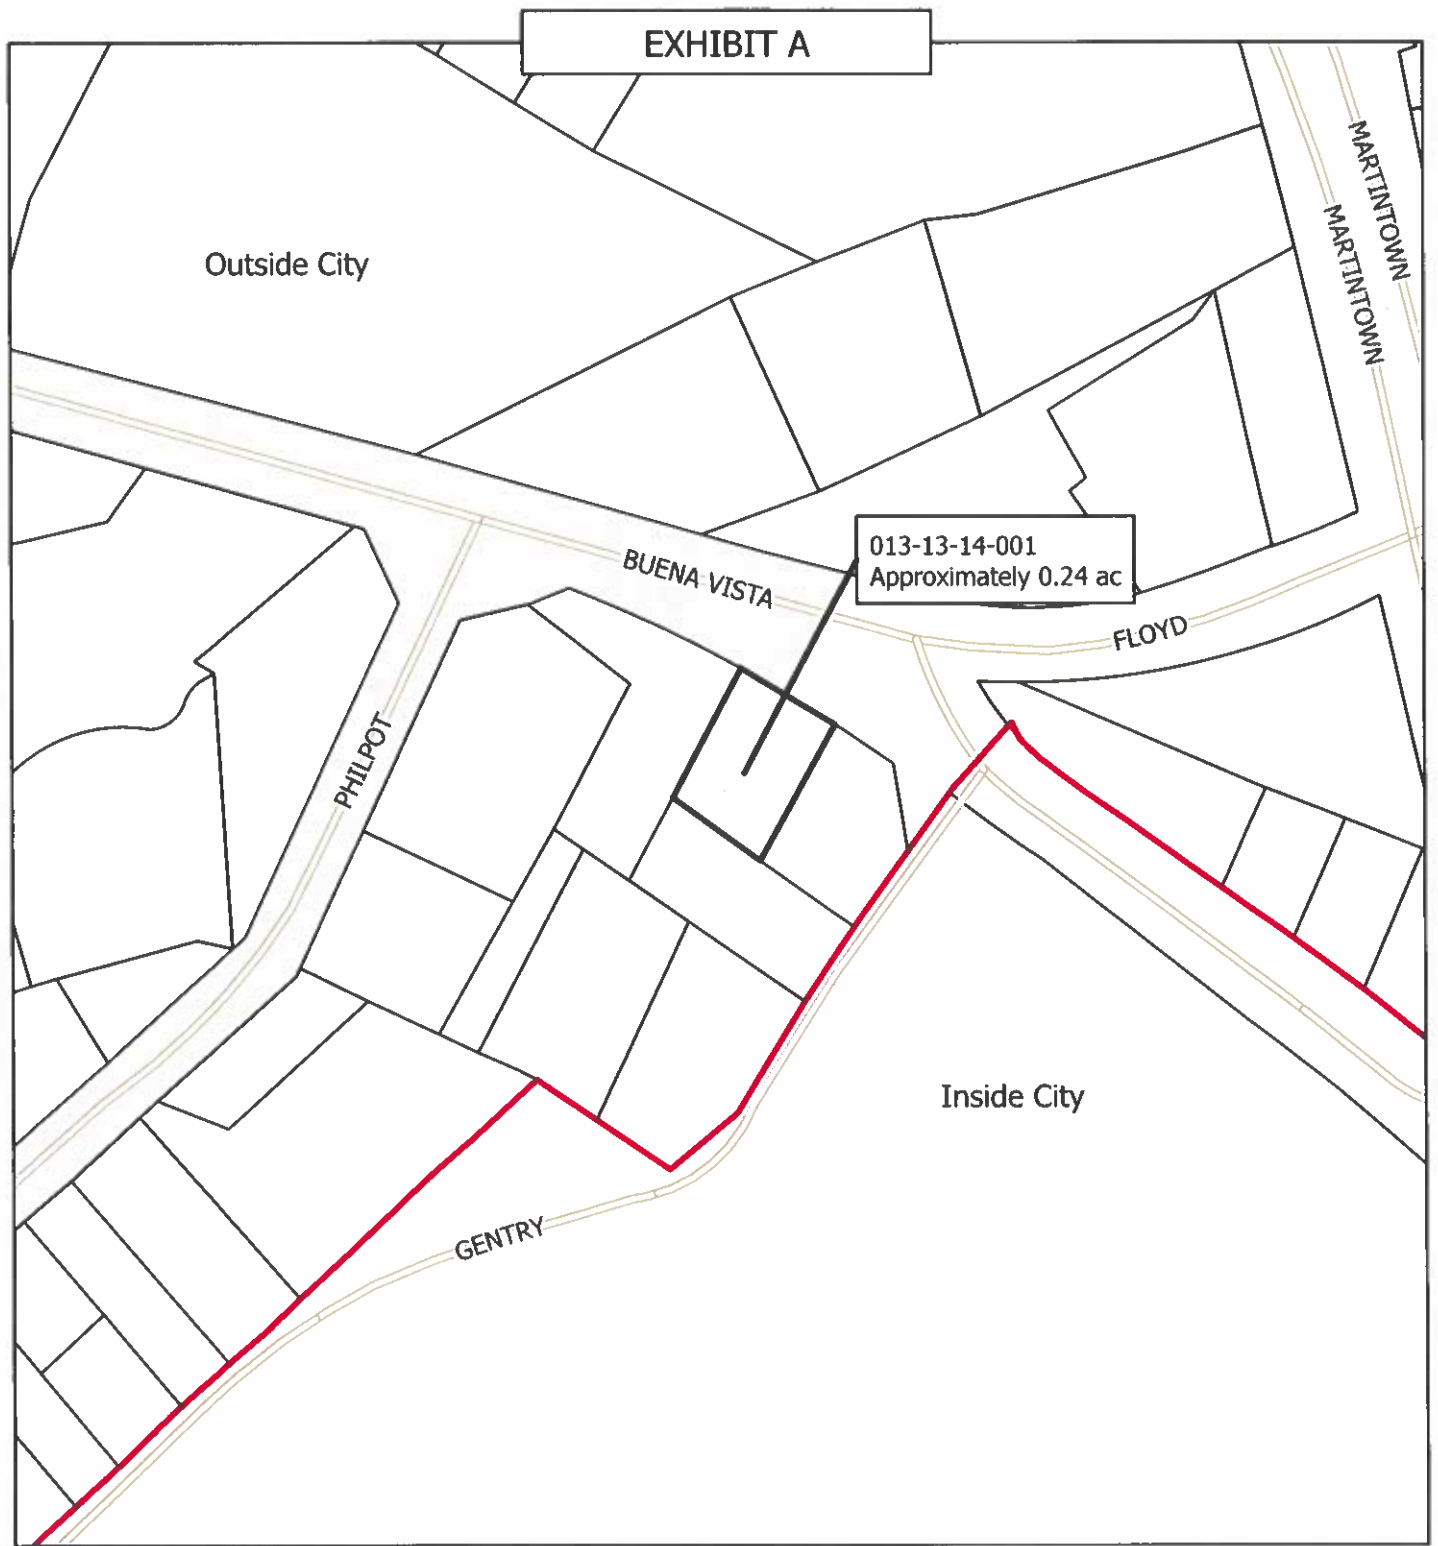 EXHIBIT A
MARTINTOWN
MARTINTOWN
Outside City
013-13-14-001
Approximately 0.24 ac
BUENA VISTA
FLOYD
PHILPOT
Inside City
GENTRY